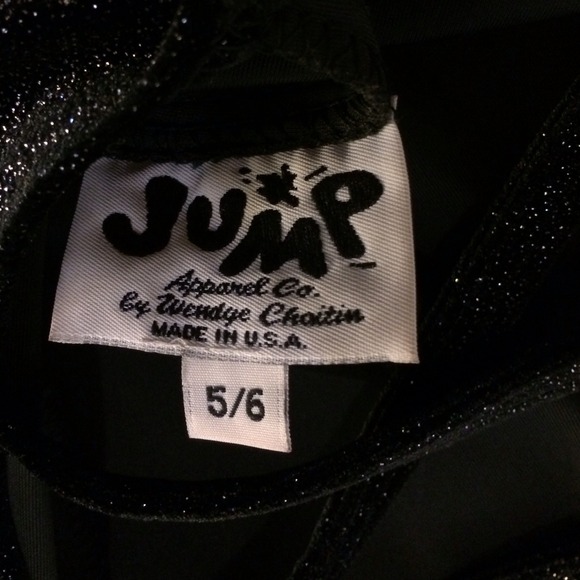 JUMP
Apparel Co.
by Wendye Chaitin
MADE IN U.S.A.
5/6